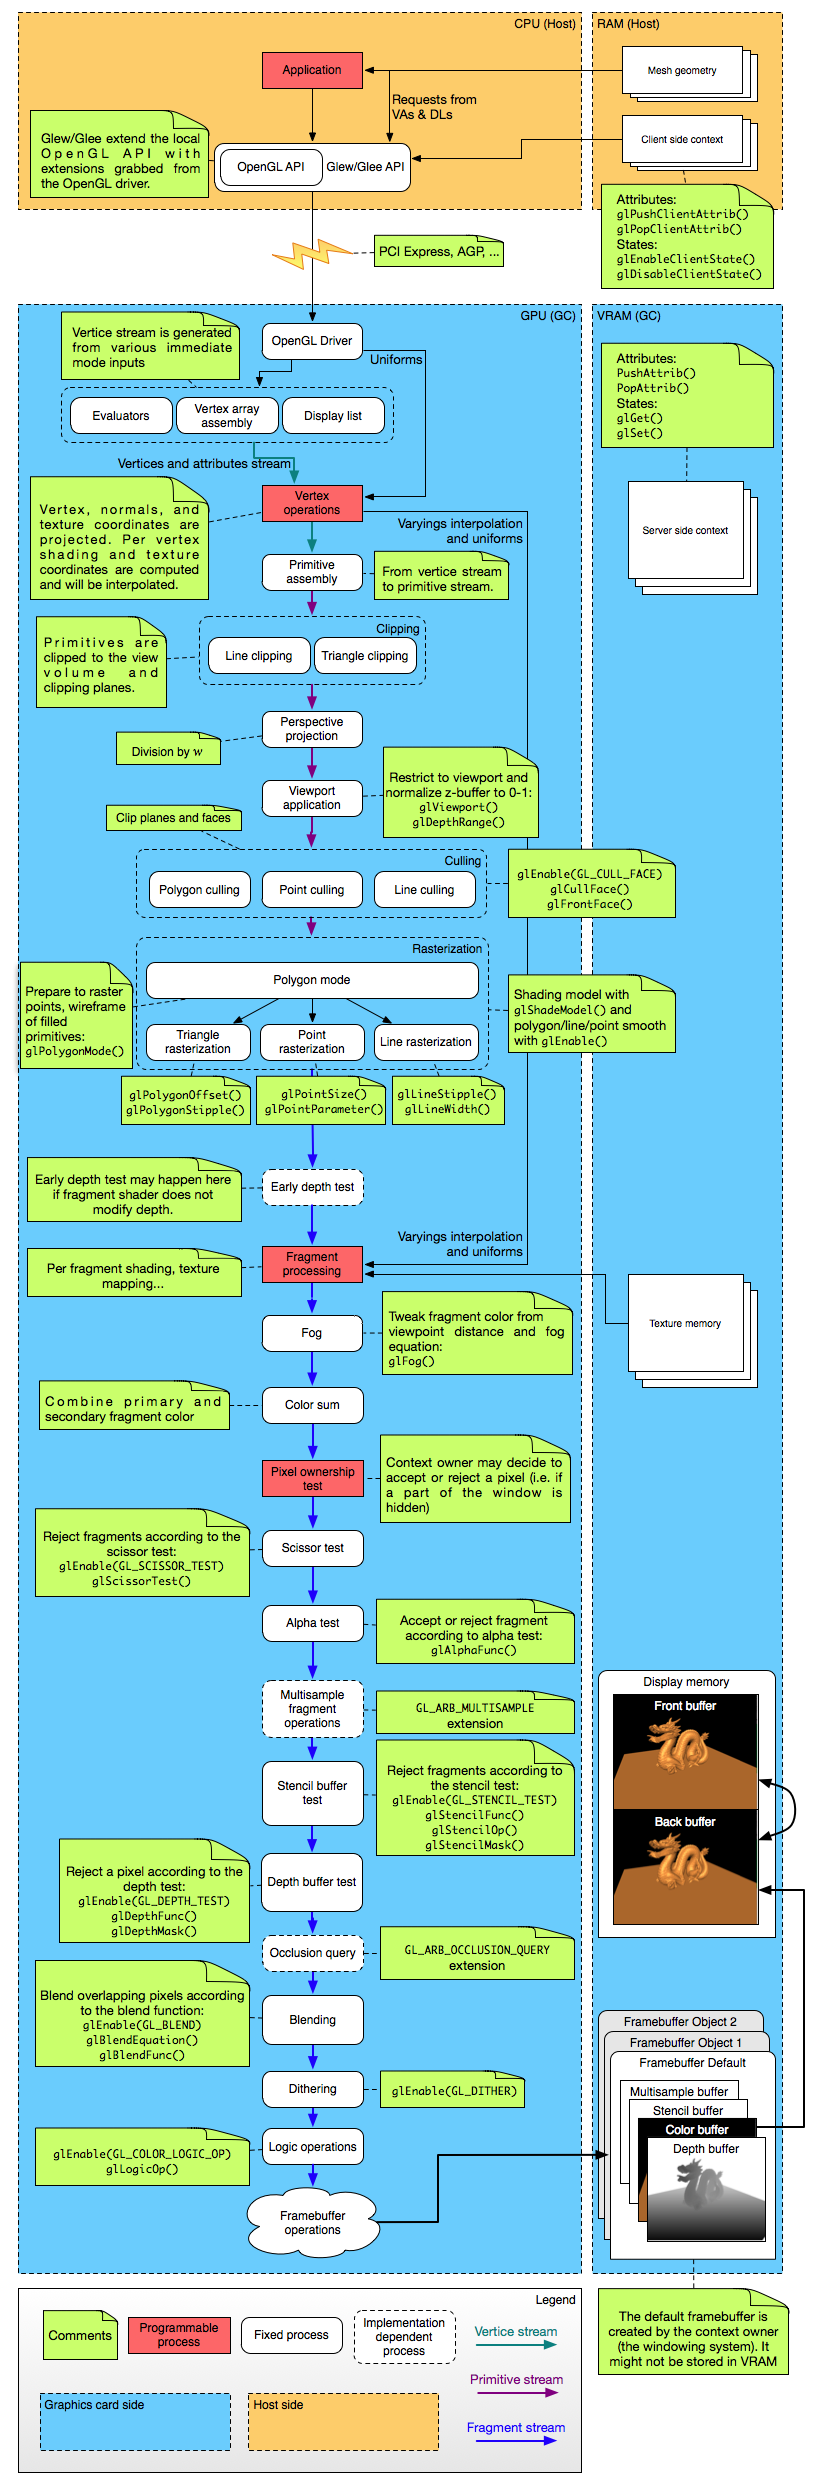 CPU (Host)
RAM (Host)
Application
Mesh geometry
Requests from
VAs & DLs
Glew/Glee extend the local
OpenGL API with
extensions grabbed from
the OpenGL driver.
OpenGL API
Glew/Glee API
Client side context
Attributes:
glPushClientAttrib()
glPopClientAttrib()
States:
glEnableClientState()
glDisableClientState()
PCI Express, AGP, ...
GPU (GC)
VRAM (GC)
Vertice stream is generated
from various immediate
mode inputs
OpenGL Driver
Uniforms
Evaluators
Vertex array
assembly
Display list
Attributes:
PushAttrib()
PopAttrib()
States:
glGet()
glSet()
Vertices and attributes stream
Vertex, normals, and
texture coordinates are
projected. Per vertex
shading and texture
coordinates are computed
and will be interpolated.
Vertex
operations
Varyings interpolation
and uniforms
Server side context
Primitive
assembly
From vertice stream
to primitive stream.
Clipping
Primitives are
clipped to the view
volume and
clipping planes.
Line clipping
Triangle clipping
Perspective
projection
Division by w
Viewport
application
Restrict to viewport and
normalize z-buffer to 0-1:
glViewport()
glDepthRange()
Clip planes and faces
Culling
Polygon culling
Point culling
Line culling
glEnable(GL_CULL_FACE)
glCullFace()
glFrontFace()
Rasterization
Polygon mode
Prepare to raster
points, wireframe
of filled
primitives:
glPolygonMode()
Triangle
rasterization
Point
rasterization
Line rasterization
Shading model with
glShadeModel() and
polygon/line/point smooth
with glEnable()
glPolygonOffset()
glPolygonStipple()
glPointSize()
glPointParameter()
glLineStipple()
glLineWidth()
Early depth test may happen here
if fragment shader does not
modify depth.
Early depth test
Varyings interpolation
and uniforms
Per fragment shading, texture
mapping...
Fragment
processing
Texture memory
Fog
Tweak fragment color from
viewpoint distance and fog
equation:
glFog()
Combine primary and
secondary fragment color
Color sum
Pixel ownership
test
Context owner may decide to
accept or reject a pixel (i.e. if
a part of the window is
hidden)
Reject fragments according to the
scissor test:
glEnable(GL_SCISSOR_TEST)
glScissorTest()
Scissor test
Alpha test
Accept or reject fragment
according to alpha test:
glAlphaFunc()
Multisample
fragment
operations
GL_ARB_MULTISAMPLE
extension
Display memory
Front buffer
Back buffer
Stencil buffer
test
Reject fragments according to
the stencil test:
glEnable(GL_STENCIL_TEST)
glStencilFunc()
glStencilOp()
glStencilMask()
Reject a pixel according to the
depth test:
glEnable(GL_DEPTH_TEST)
glDepthFunc()
glDepthMask()
Depth buffer test
Occlusion query
GL_ARB_OCCLUSION_QUERY
extension
Blend overlapping pixels according
to the blend function:
glEnable(GL_BLEND)
glBlendEquation()
glBlendFunc()
Blending
Dithering
glEnable(GL_DITHER)
Framebuffer Object 2
Framebuffer Object 1
Framebuffer Default
Multisample buffer
Stencil buffer
Color buffer
Depth buffer
glEnable(GL_COLOR_LOGIC_OP)
glLogicOp()
Logic operations
Framebuffer
operations
Legend
Comments
Programmable
process
Fixed process
Implementation
dependent
process
Vertice stream
Primitive stream
Fragment stream
Graphics card side
Host side
The default framebuffer is
created by the context owner
(the windowing system). It
might not be stored in VRAM